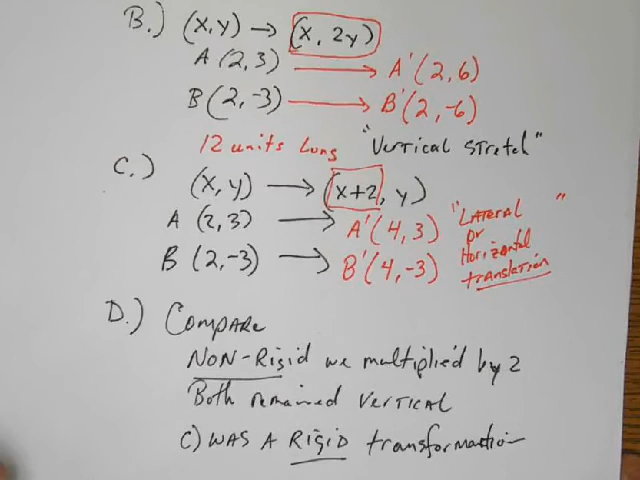 B.) (x,y) → (x, 2y)
A (2,3) → A'(2,6)
B (2,-3) → B'(2,-6)
12 units long "Vertical stretch"
C.)
(x, y) → (x+2, y)
A (2,3) → A'(4,3) "LATERAL
or
B (2,-3) → B'(4,-3) Horizontal
translation"
D.) COMPARE
NON-Rigid we multiplied by 2
Both remained VERTICAL
C) WAS A RIGID transformation